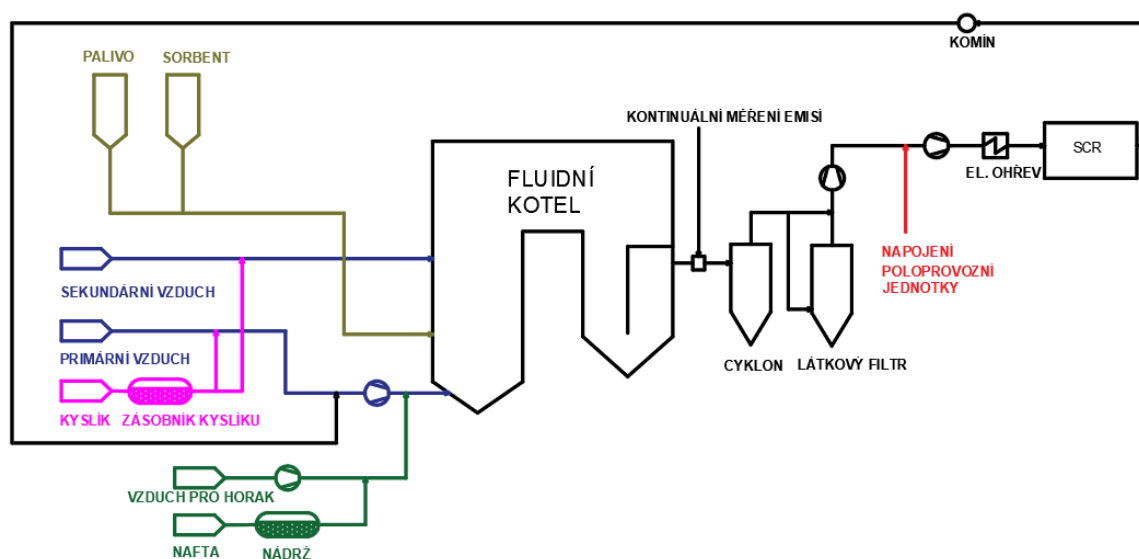 KOMÍN
PALIVO
SORBENT
KONTINUÁLNÍ MĚŘENÍ EMISÍ
SCR
EL. OHŘEV
FLUIDNÍ
KOTEL
NAPOJENÍ
POLOPROVOZNÍ
JEDNOTKY
SEKUNDÁRNÍ VZDUCH
PRIMÁRNÍ VZDUCH
CYKLON
LÁTKOVÝ FILTR
KYSLÍK
ZÁSOBNÍK KYSLÍKU
VZDUCH PRO HORAK
NAFTA
NÁDRŽ